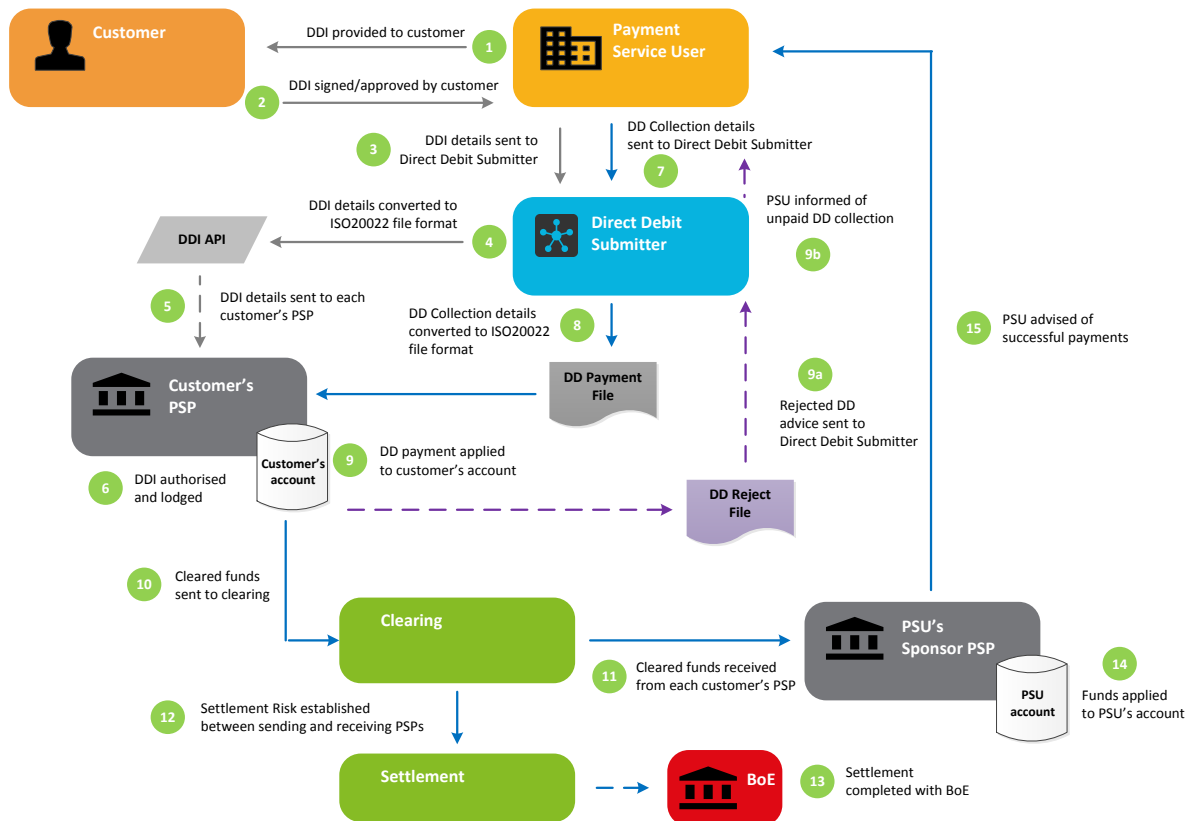 Customer
DDI provided to customer
1
Payment
Service User
2
DDI signed/approved by customer
3
DDI details sent to
Direct Debit Submitter
DD Collection details
sent to Direct Debit Submitter
7
DDI API
DDI details converted to
ISO20022 file format
4
Direct Debit
Submitter
PSU informed of
unpaid DD collection
9b
5
DDI details sent to each
customer's PSP
DD Collection details
converted to ISO20022
file format
8
15
PSU advised of
successful payments
Customer's
PSP
DD Payment
File
9a
Rejected DD
advice sent to
Direct Debit Submitter
6
DDI authorised
and lodged
Customer's
account
9
DD payment applied
to customer's account
DD Reject
File
10
Cleared funds
sent to clearing
Clearing
11
Cleared funds received
from each customer's PSP
PSU's
Sponsor PSP
PSU
account
14
Funds applied
to PSU's account
12
Settlement Risk established
between sending and receiving PSPs
Settlement
BoE
13
Settlement
completed with BoE